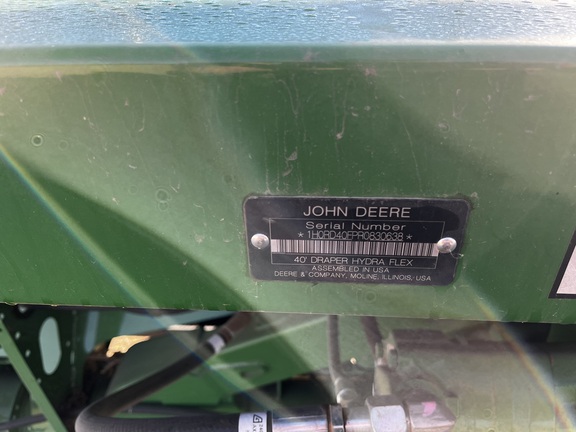 JOHN DEERE
Serial Number
*1H0RD40FPR0830638*
40' DRAPER HYDRA FLEX
ASSEMBLED IN USA
DEERE & COMPANY, MOLINE, ILLINOIS, USA